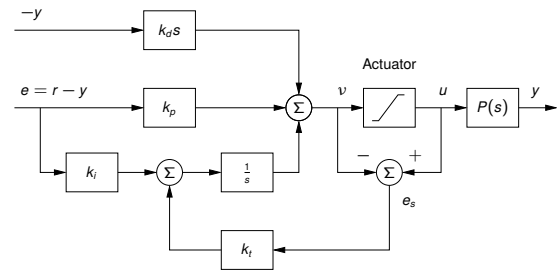 −y
k_d s
Actuator
e = r − y
k_p
Σ
ν
u
P(s)
y
k_i
Σ
1/s
−
+
Σ
e_s
k_t